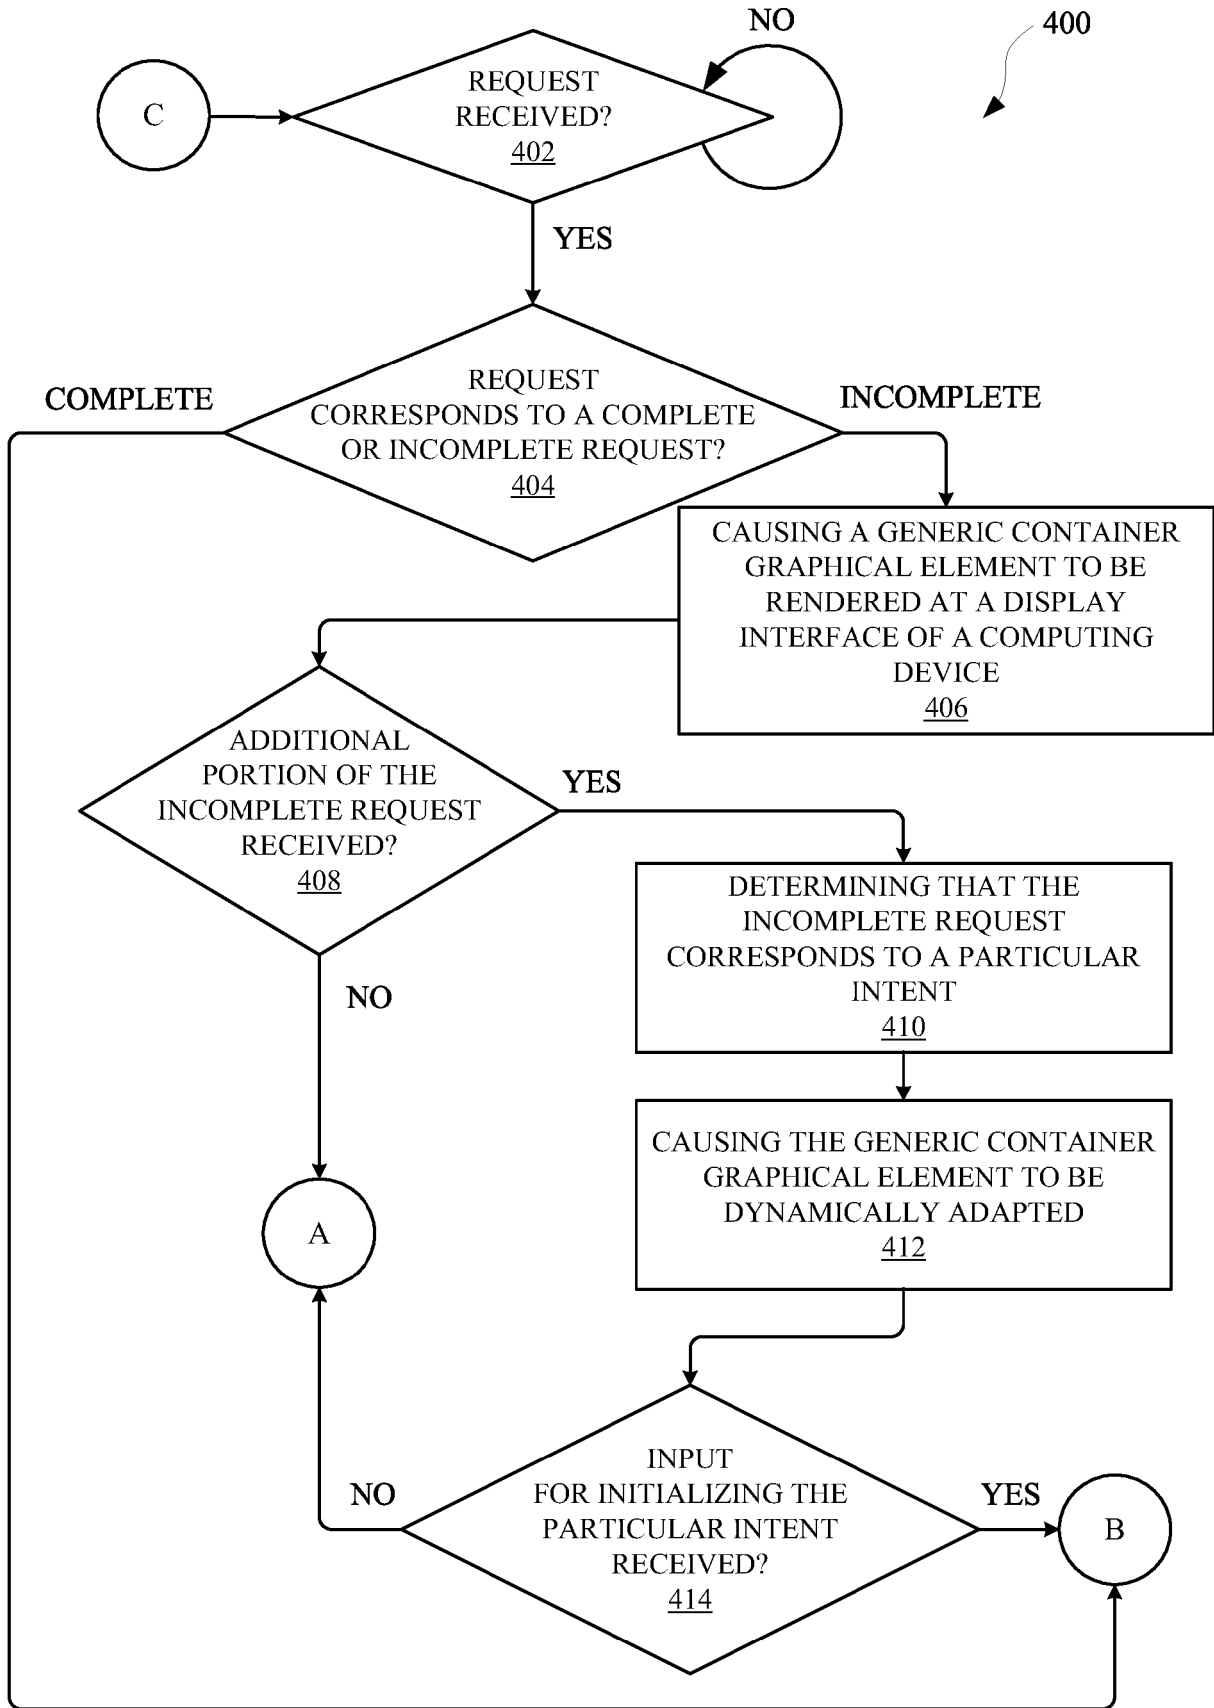 NO
400
C
REQUEST
RECEIVED?
402
YES
COMPLETE
REQUEST
CORRESPONDS TO A COMPLETE
OR INCOMPLETE REQUEST?
404
INCOMPLETE
CAUSING A GENERIC CONTAINER
GRAPHICAL ELEMENT TO BE
RENDERED AT A DISPLAY
INTERFACE OF A COMPUTING
DEVICE
406
ADDITIONAL
PORTION OF THE
INCOMPLETE REQUEST
RECEIVED?
408
YES
DETERMINING THAT THE
INCOMPLETE REQUEST
CORRESPONDS TO A PARTICULAR
INTENT
410
NO
CAUSING THE GENERIC CONTAINER
GRAPHICAL ELEMENT TO BE
DYNAMICALLY ADAPTED
412
A
INPUT
FOR INITIALIZING THE
PARTICULAR INTENT
RECEIVED?
414
NO
YES
B